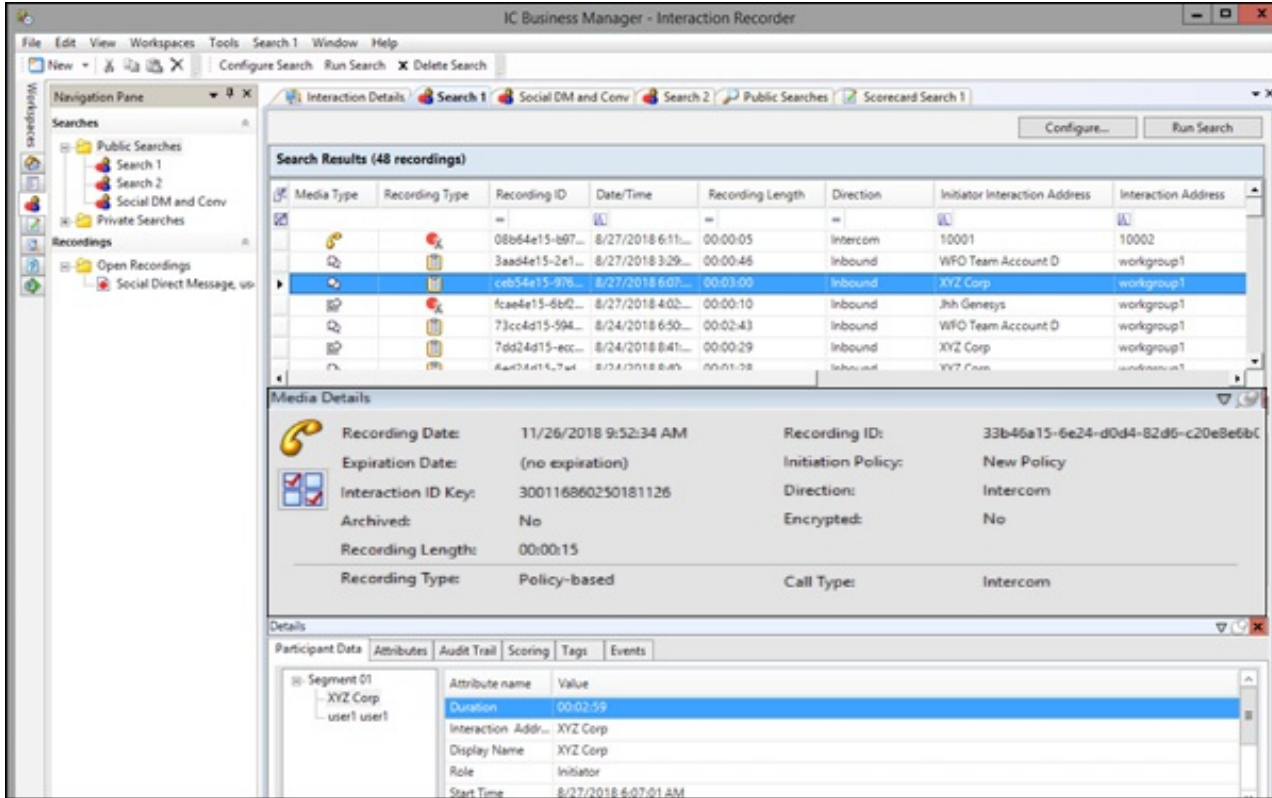 IC Business Manager - Interaction Recorder
File Edit View Workspaces Tools Search 1 Window Help
New Configure Search Run Search Delete Search
Workspaces
Navigation Pane
Interaction Details Search 1 Social DM and Conv Search 2 Public Searches Scorecard Search 1
Searches
Configure... Run Search
Public Searches
Search 1
Search 2
Social DM and Conv
Private Searches
Recordings
Open Recordings
Social Direct Message, us
Search Results (48 recordings)
Media Type Recording Type Recording ID Date/Time Recording Length Direction Initiator Interaction Address Interaction Address
= = =
08b64e15-b97... 8/27/2018 6:11:... 00:00:05 Intercom 10001 10002
3aad4e15-2e1... 8/27/2018 3:29:... 00:00:46 Inbound WFO Team Account D workgroup1
ceb54e15-976... 8/27/2018 6:07:... 00:03:00 Inbound XYZ Corp workgroup1
fcae4e15-6bf2... 8/27/2018 4:02:... 00:00:10 Inbound Jhh Genesys workgroup1
73cc4d15-594... 8/24/2018 6:50:... 00:02:43 Inbound WFO Team Account D workgroup1
7dd24d15-ecc... 8/24/2018 8:41:... 00:00:29 Inbound XYZ Corp workgroup1
8/24/2018 00:01:28 Inbound XYZ Corp workgroup1
Media Details
Recording Date: 11/26/2018 9:52:34 AM Recording ID: 33b46a15-6e24-d0d4-82d6-c20e8e6b0
Expiration Date: (no expiration) Initiation Policy: New Policy
Interaction ID Key: 300116860250181126 Direction: Intercom
Archived: No Encrypted: No
Recording Length: 00:00:15
Recording Type: Policy-based Call Type: Intercom
Details
Participant Data Attributes Audit Trail Scoring Tags Events
Segment 01
XYZ Corp
user1 user1
Attribute name Value
Duration 00:02:59
Interaction Addr... XYZ Corp
Display Name XYZ Corp
Role Initiator
Start Time 8/27/2018 6:07:01 AM